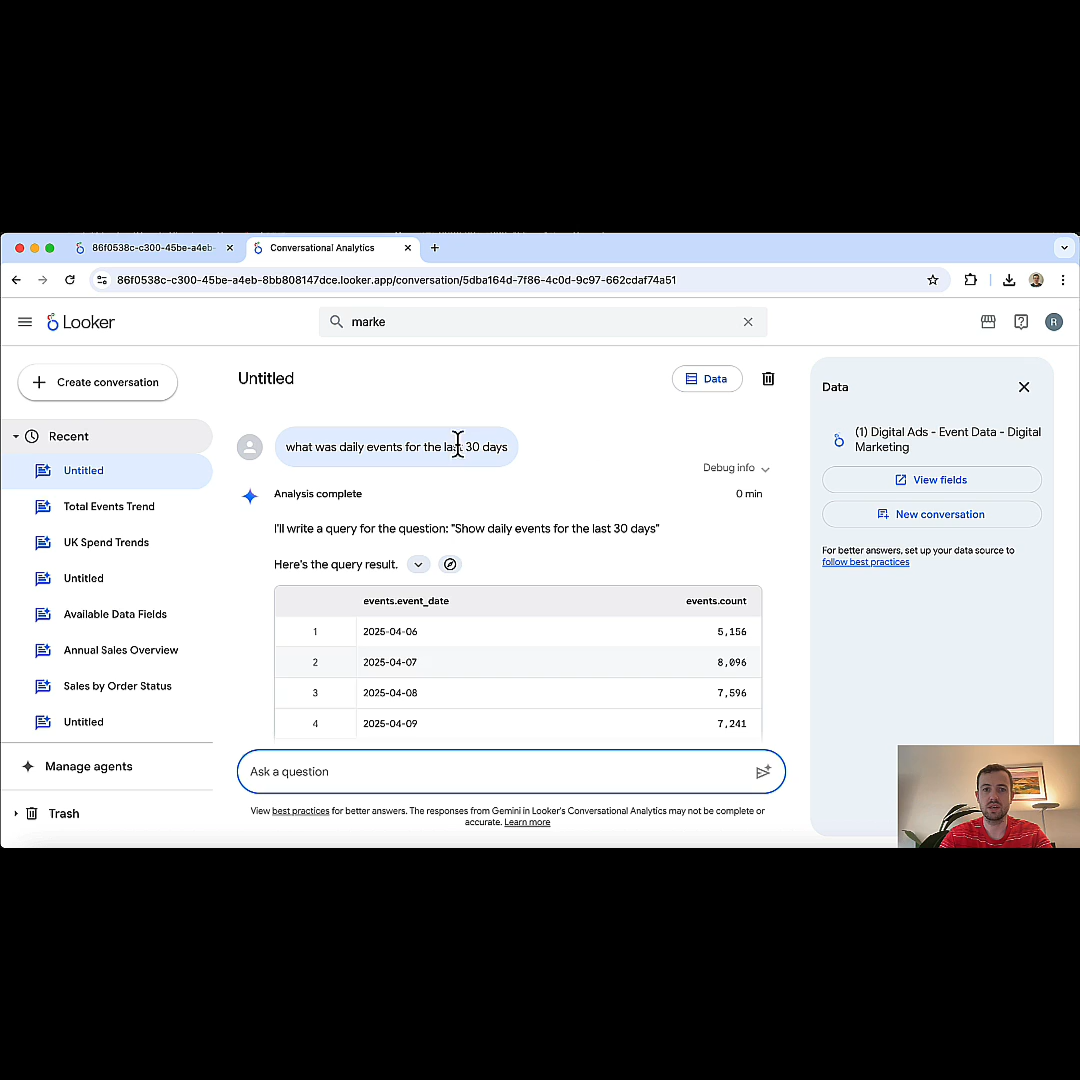 86f0538c-c300-45be-a4eb-
Conversational Analytics
86f0538c-c300-45be-a4eb-8bb808147dce.looker.app/conversation/5dba164d-7f86-4c0d-9c97-662cdaf74a51
Looker
marke
R
Create conversation
Recent
Untitled
Total Events Trend
UK Spend Trends
Untitled
Available Data Fields
Annual Sales Overview
Sales by Order Status
Untitled
Manage agents
Trash
Untitled
Data
what was daily events for the last 30 days
Debug info
Analysis complete
0 min
I'll write a query for the question: "Show daily events for the last 30 days"
Here's the query result.
events.event_date events.count
1 2025-04-06 5,156
2 2025-04-07 8,096
3 2025-04-08 7,596
4 2025-04-09 7,241
Ask a question
View best practices for better answers. The responses from Gemini in Looker's Conversational Analytics may not be complete or
accurate. Learn more
Data
(1) Digital Ads - Event Data - Digital
Marketing
View fields
New conversation
For better answers, set up your data source to
follow best practices